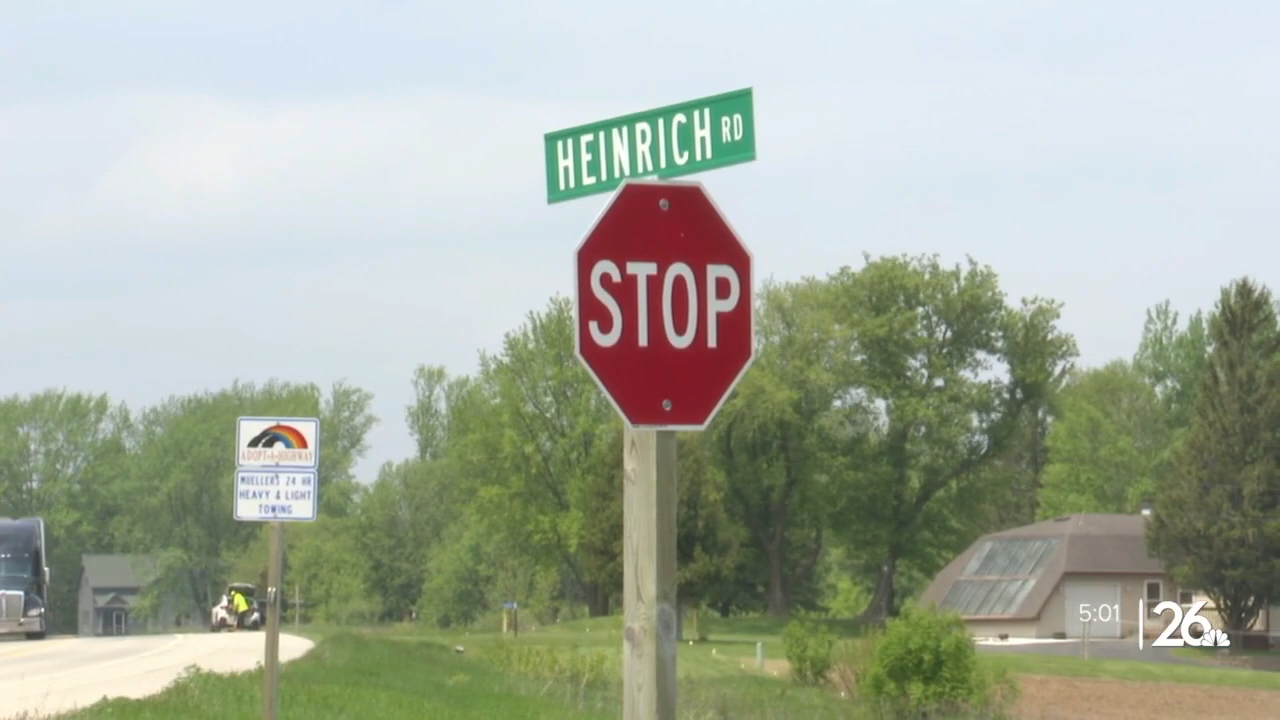 HEINRICH RD
STOP
ADOPT-A-HIGHWAY
MUELLER'S 24 HR
HEAVY & LIGHT
TOWING
5:01
26